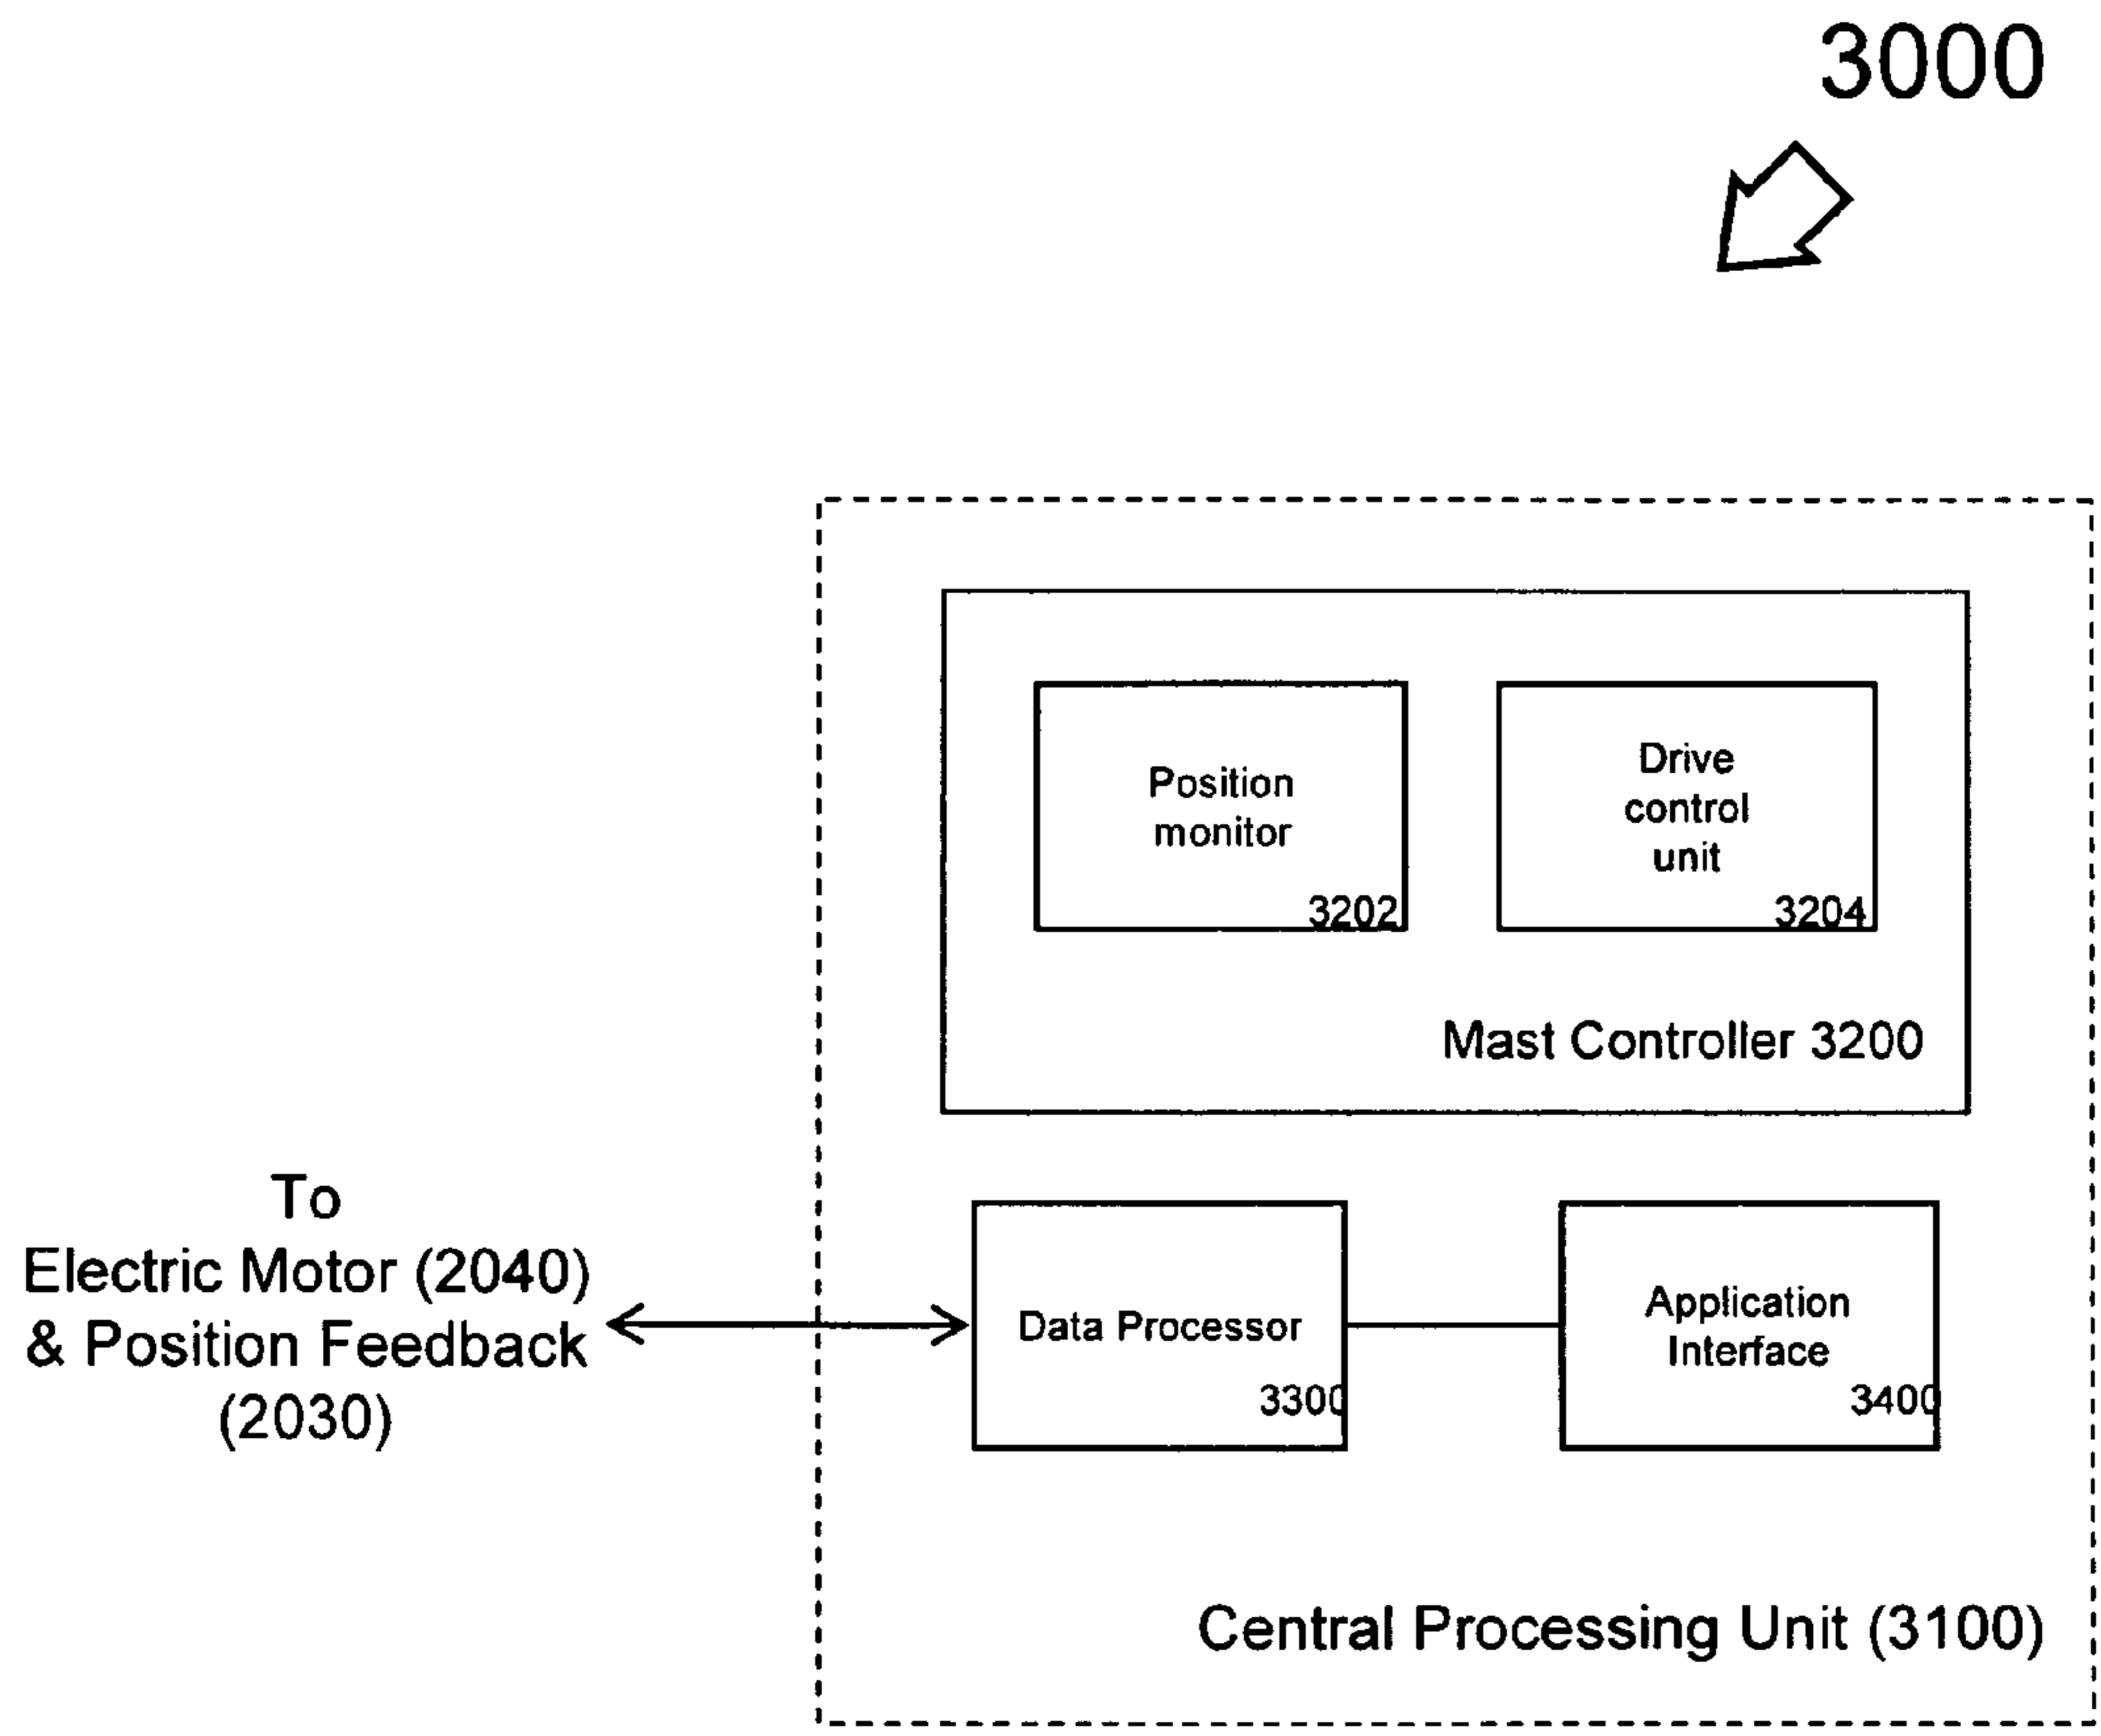 3000
Position
monitor
3202
Drive
control
unit
3204
Mast Controller 3200
To
Electric Motor (2040)
& Position Feedback
(2030)
Data Processor
3300
Application
Interface
3400
Central Processing Unit (3100)